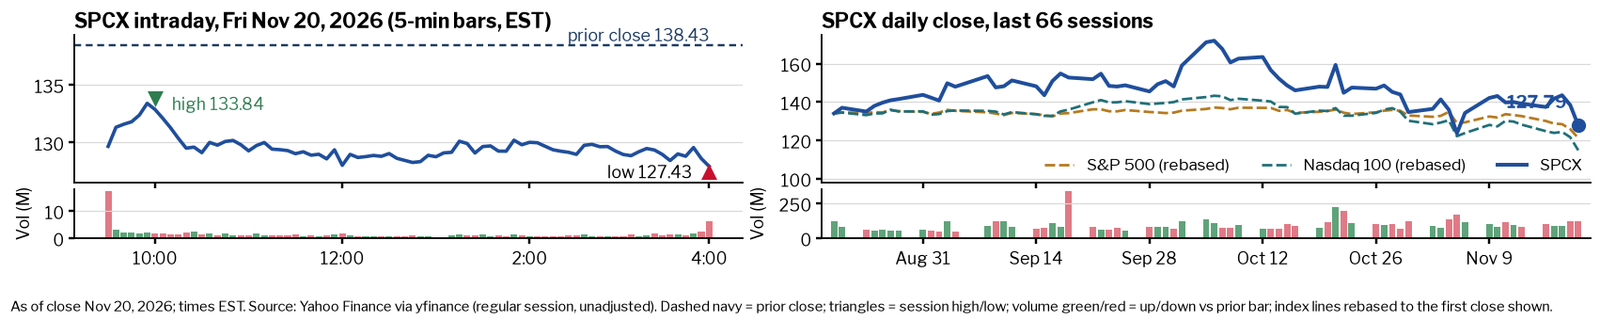 SPCX intraday, Fri Nov 20, 2026 (5-min bars, EST)
prior close 138.43
135
130
high 133.84
low 127.43
Vol (M)
10
0
10:00
12:00
2:00
4:00
SPCX daily close, last 66 sessions
160
140
120
100
127.79
S&P 500 (rebased)
Nasdaq 100 (rebased)
SPCX
Vol (M)
250
0
Aug 31
Sep 14
Sep 28
Oct 12
Oct 26
Nov 9
As of close Nov 20, 2026; times EST. Source: Yahoo Finance via yfinance (regular session, unadjusted). Dashed navy = prior close; triangles = session high/low; volume green/red = up/down vs prior bar; index lines rebased to the first close shown.